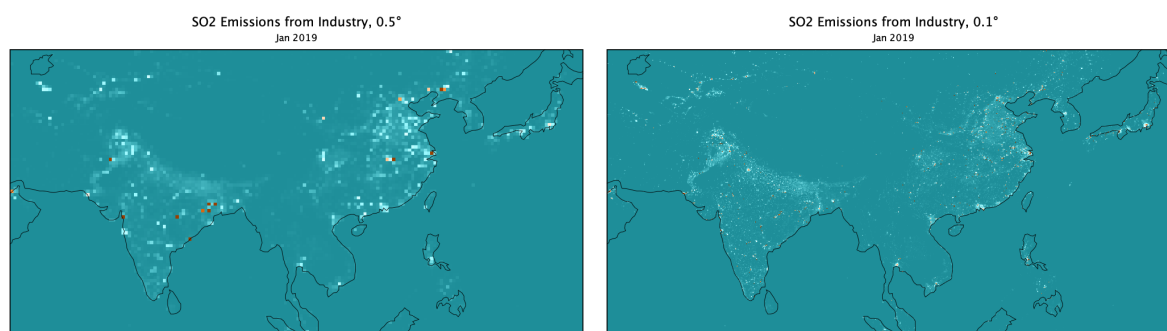 SO2 Emissions from Industry, 0.5°
Jan 2019
SO2 Emissions from Industry, 0.1°
Jan 2019